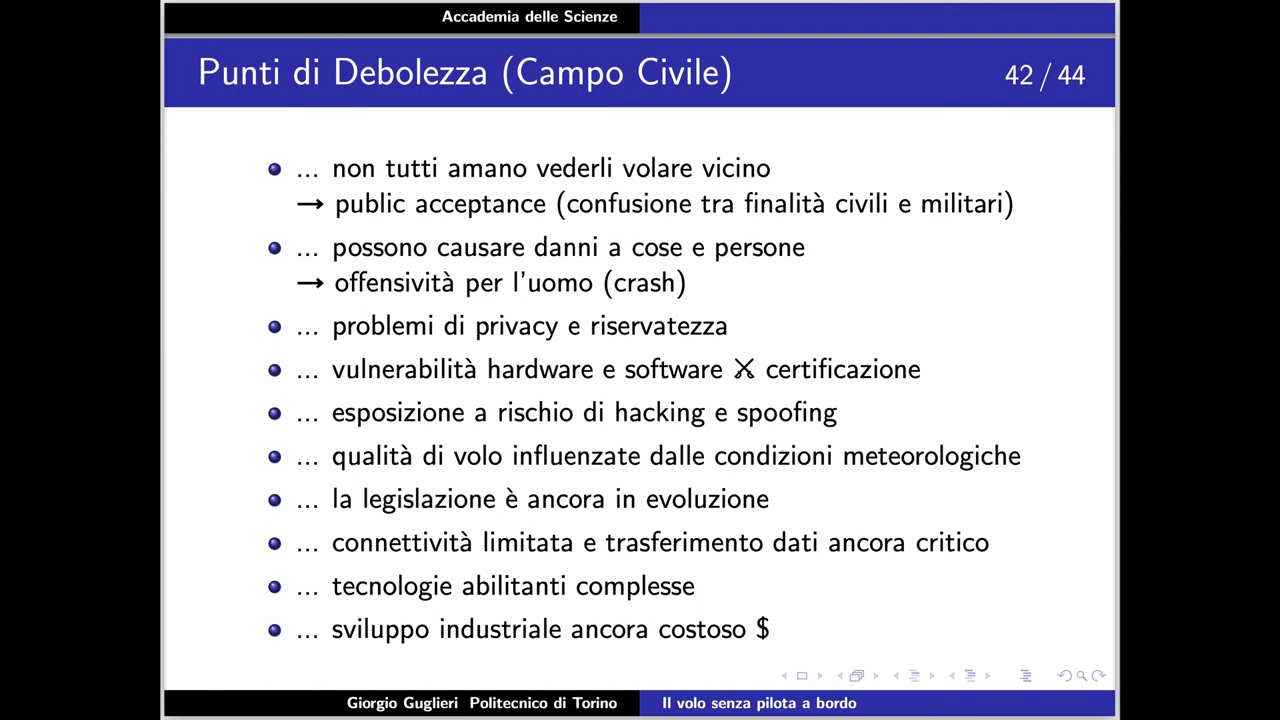 Accademia delle Scienze
Punti di Debolezza (Campo Civile)
42 / 44
... non tutti amano vederli volare vicino
→ public acceptance (confusione tra finalità civili e militari)
... possono causare danni a cose e persone
→ offensività per l'uomo (crash)
... problemi di privacy e riservatezza
... vulnerabilità hardware e software ⚔ certificazione
... esposizione a rischio di hacking e spoofing
... qualità di volo influenzate dalle condizioni meteorologiche
... la legislazione è ancora in evoluzione
... connettività limitata e trasferimento dati ancora critico
... tecnologie abilitanti complesse
... sviluppo industriale ancora costoso $
Giorgio Guglieri Politecnico di Torino
Il volo senza pilota a bordo